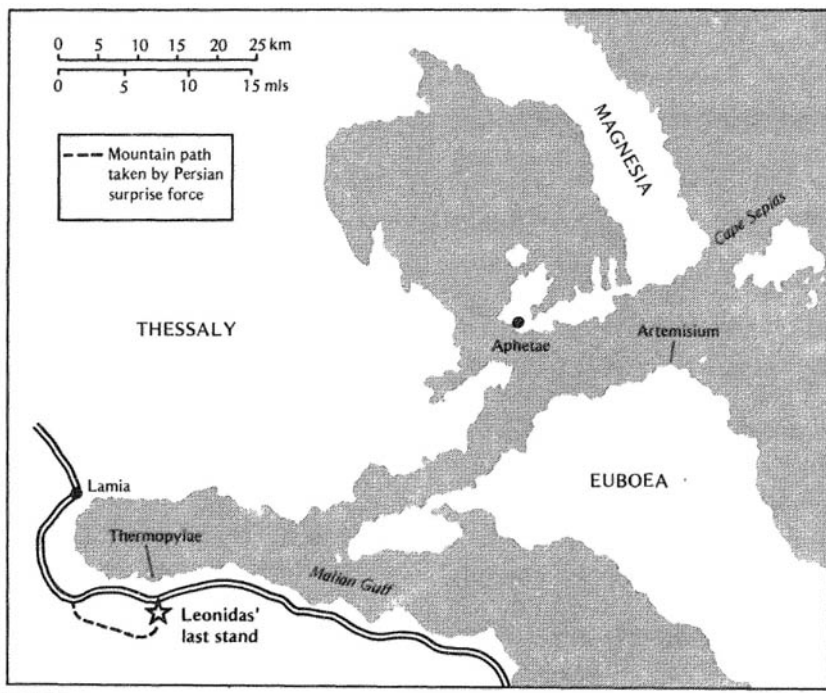 0 5 10 15 20 25 km
0 5 10 15 mls
Mountain path
taken by Persian
surprise force
MAGNESIA
Cape Sepias
THESSALY
Aphetae
Artemisium
Lamia
EUBOEA
Thermopylae
Malian Gulf
Leonidas'
last stand